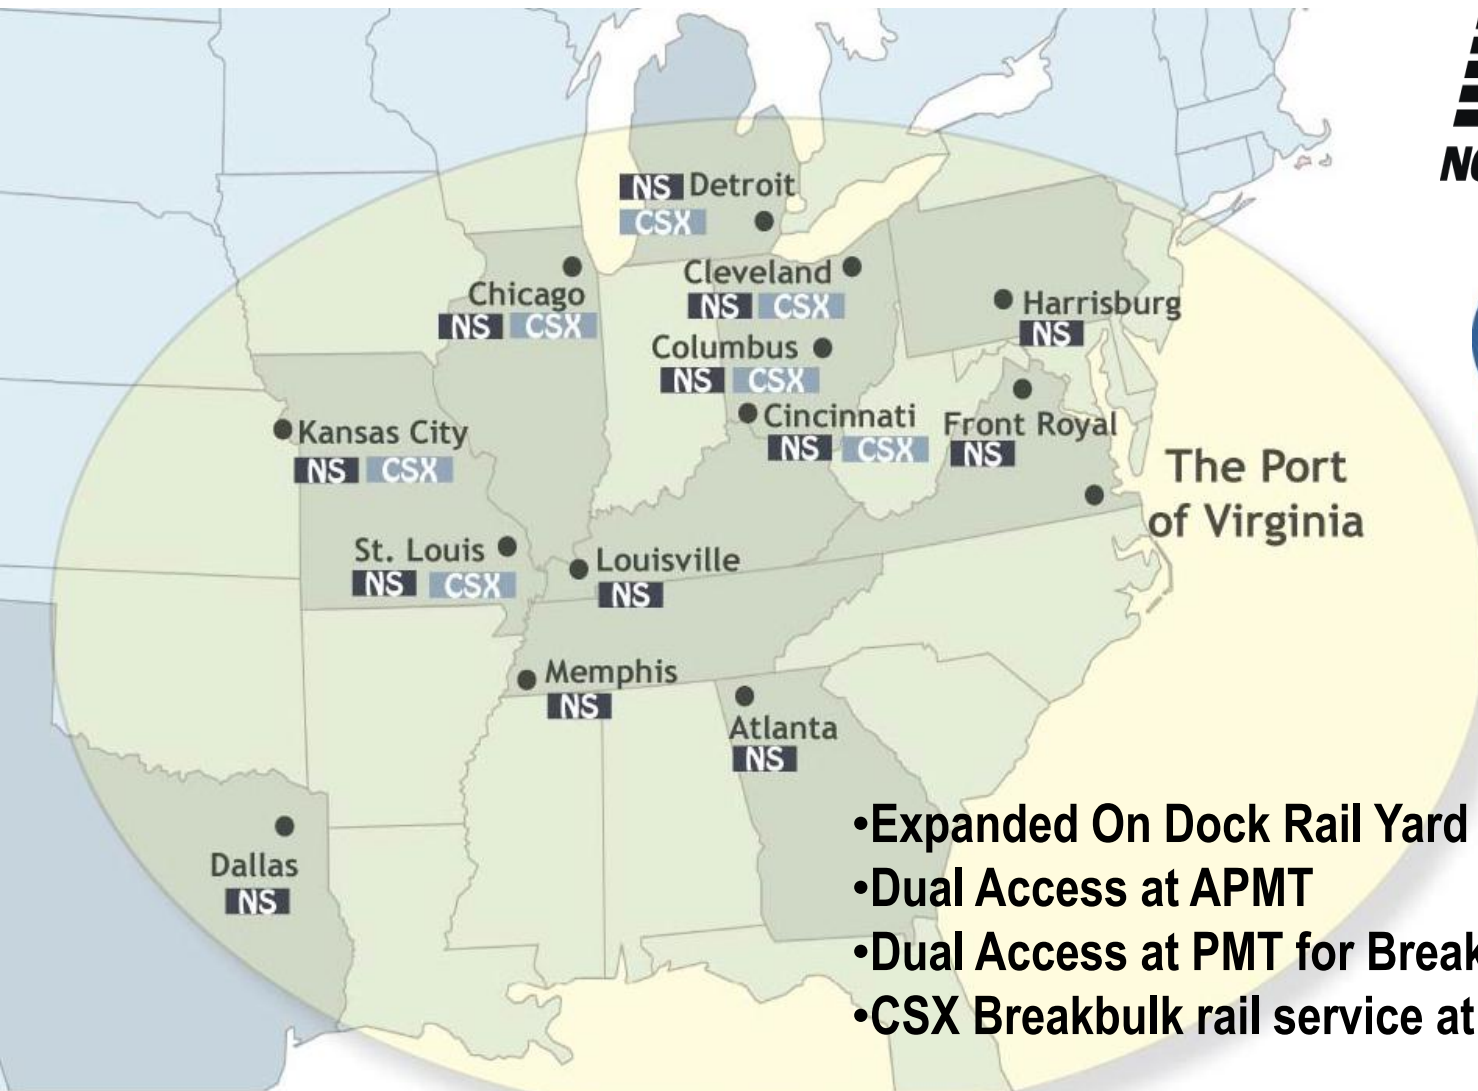 NS Detroit
CSX
Chicago
NS CSX
Cleveland
NS CSX
Columbus
NS CSX
Harrisburg
NS
Cincinnati
NS CSX
Front Royal
NS
Kansas City
NS CSX
The Port
of Virginia
St. Louis
NS CSX
Louisville
NS
Memphis
NS
Atlanta
NS
Dallas
NS
•Expanded On Dock Rail Yard
•Dual Access at APMT
•Dual Access at PMT for Break
•CSX Breakbulk rail service at